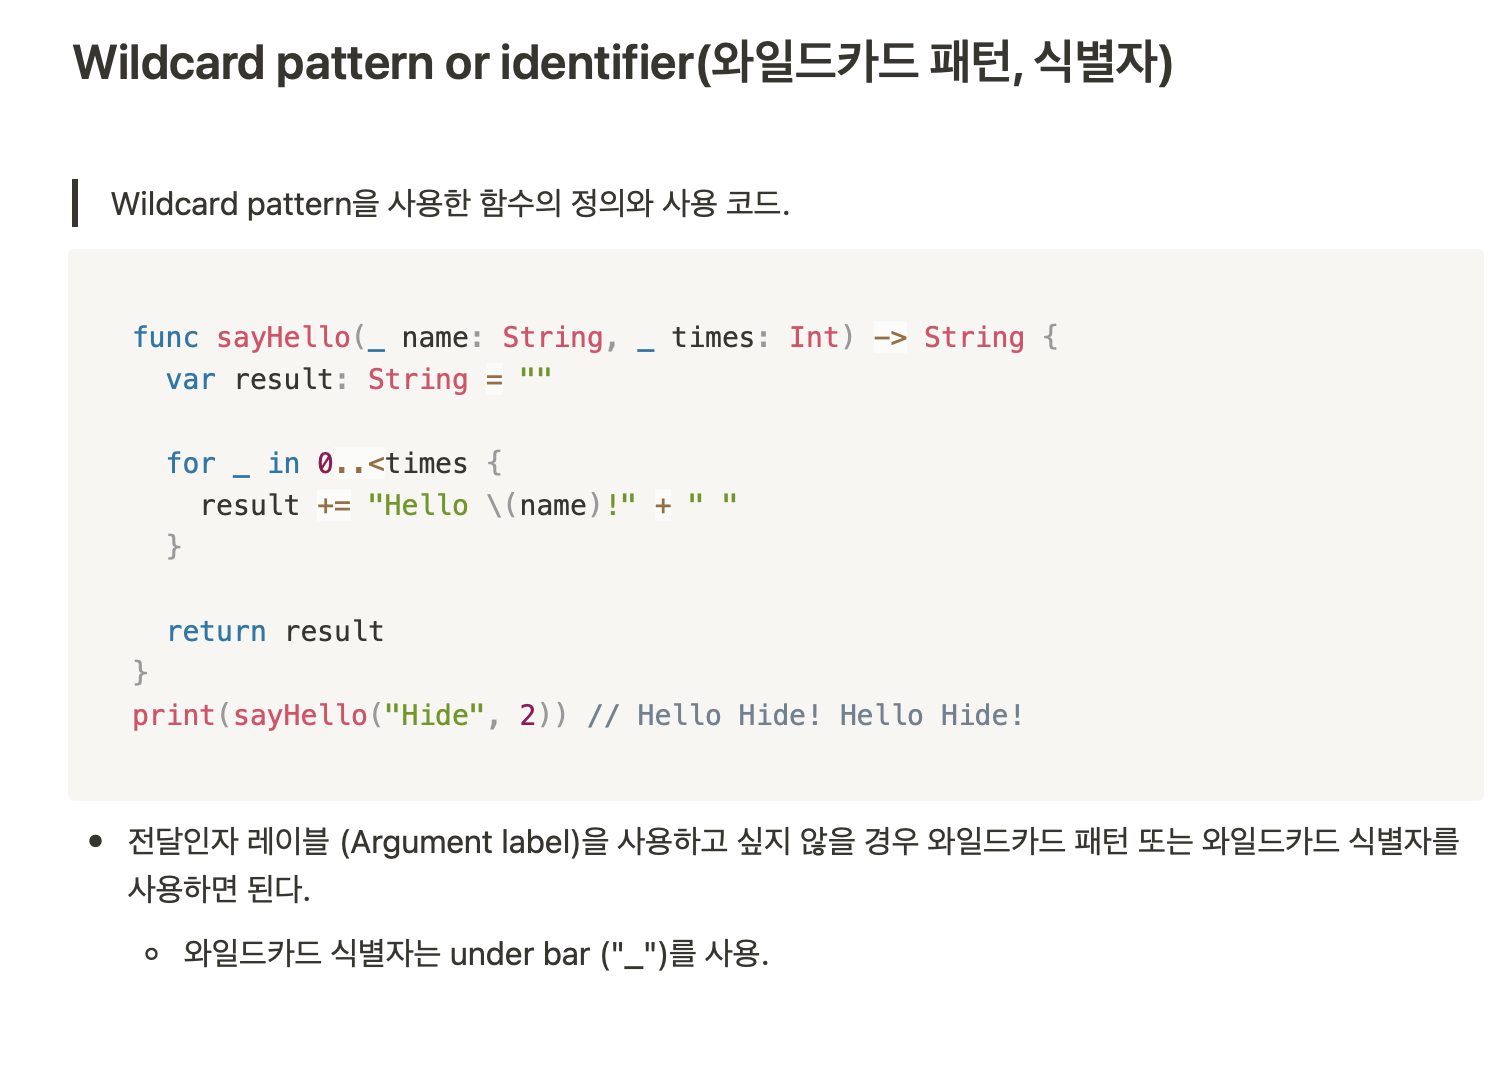 Wildcard pattern or identifier(와일드카드 패턴, 식별자)
Wildcard pattern을 사용한 함수의 정의와 사용 코드.
func sayHello(_ name: String, _ times: Int) -> String {
  var result: String = ""
  for _ in 0..<times {
    result += "Hello \(name)!" + " "
  }
  return result
}
print(sayHello("Hide", 2)) // Hello Hide! Hello Hide!
• 전달인자 레이블 (Argument label)을 사용하고 싶지 않을 경우 와일드카드 패턴 또는 와일드카드 식별자를
사용하면 된다.
◦ 와일드카드 식별자는 under bar ("_")를 사용.